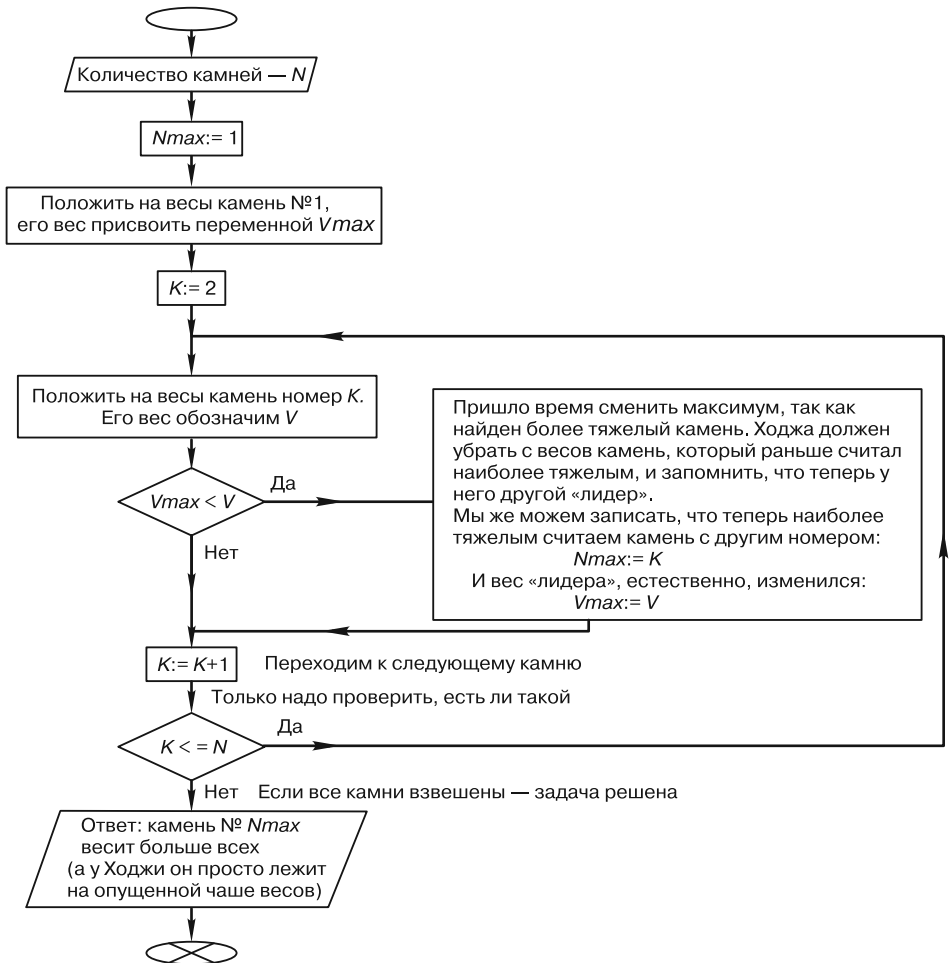 Количество камней — N
Nmax:= 1
Положить на весы камень №1,
его вес присвоить переменной Vmax
K:= 2
Положить на весы камень номер K.
Его вес обозначим V
Vmax < V
Да
Нет
Пришло время сменить максимум, так как
найден более тяжелый камень. Ходжа должен
убрать с весов камень, который раньше считал
наиболее тяжелым, и запомнить, что теперь у
него другой «лидер».
Мы же можем записать, что теперь наиболее
тяжелым считаем камень с другим номером:
Nmax:= K
И вес «лидера», естественно, изменился:
Vmax:= V
K:= K+1 Переходим к следующему камню
Только надо проверить, есть ли такой
K < = N
Да
Нет Если все камни взвешены — задача решена
Ответ: камень № Nmax
весит больше всех
(а у Ходжи он просто лежит
на опущенной чаше весов)